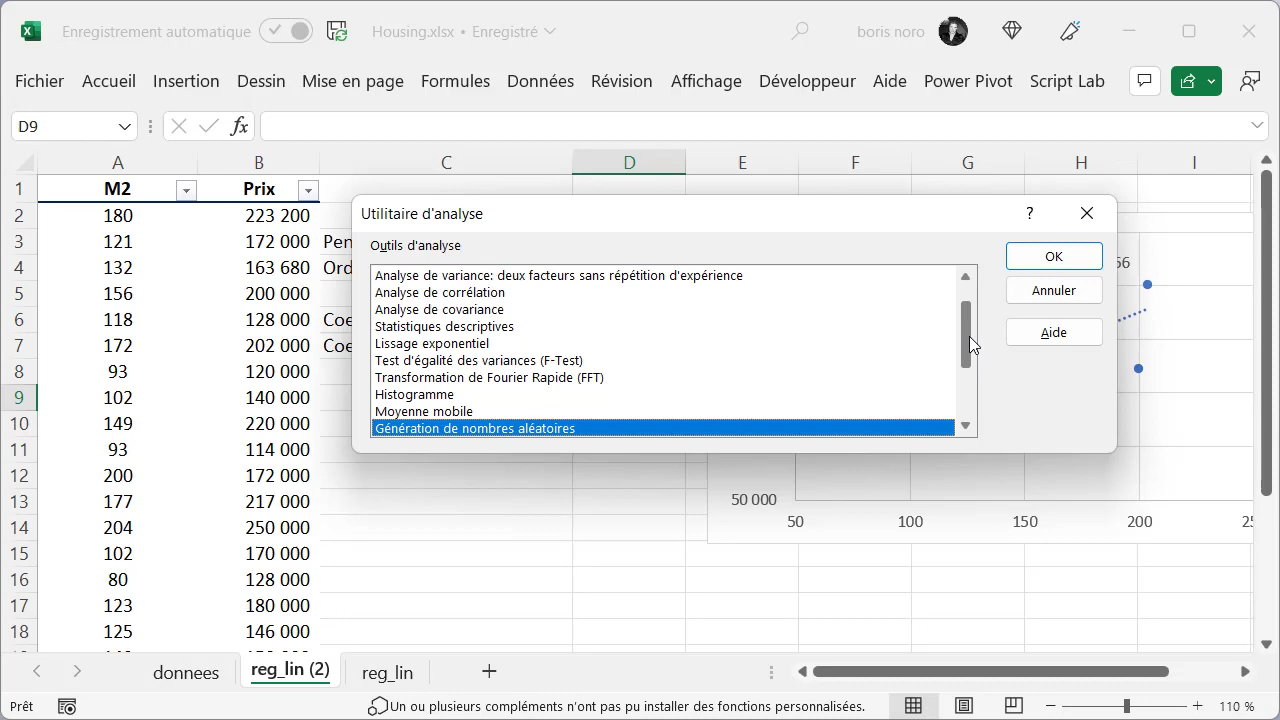 Enregistrement automatique
Housing.xlsx • Enregistré
boris noro
Fichier Accueil Insertion Dessin Mise en page Formules Données Révision Affichage Développeur Aide Power Pivot Script Lab
D9
fx
A B C D E F G H I
1 M2 Prix
2 180 223 200
3 121 172 000 Pen
4 132 163 680 Ord
5 156 200 000
6 118 128 000 Coe
7 172 202 000 Coe
8 93 120 000
9 102 140 000
10 149 220 000
11 93 114 000
12 200 172 000
13 177 217 000
14 204 250 000
15 102 170 000
16 80 128 000
17 123 180 000
18 125 146 000
Utilitaire d'analyse
? 
Outils d'analyse
Analyse de variance: deux facteurs sans répétition d'expérience
Analyse de corrélation
Analyse de covariance
Statistiques descriptives
Lissage exponentiel
Test d'égalité des variances (F-Test)
Transformation de Fourier Rapide (FFT)
Histogramme
Moyenne mobile
Génération de nombres aléatoires
OK
Annuler
Aide
66
50 000
50 100 150 200 25
donnees reg_lin (2) reg_lin
Prêt
Un ou plusieurs compléments n'ont pas pu installer des fonctions personnalisées.
110 %